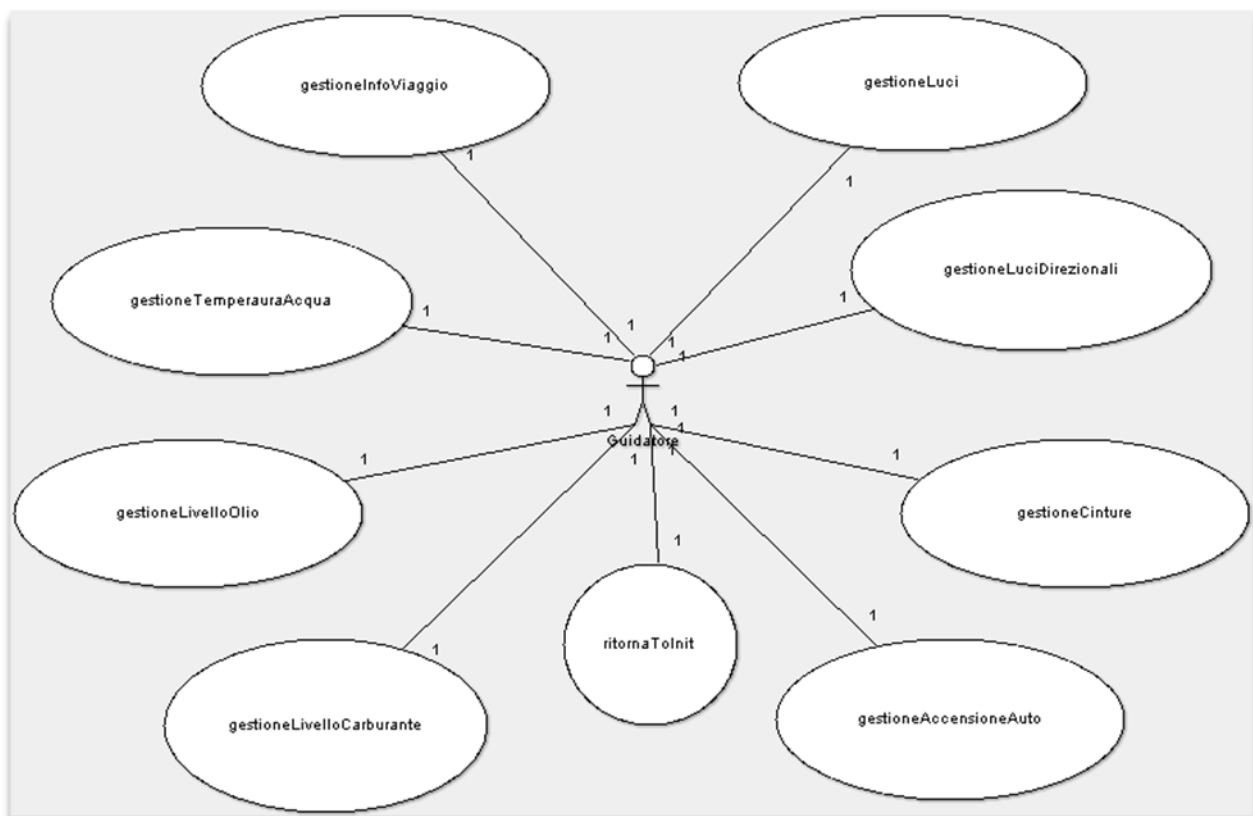 gestioneInfoViaggio
gestioneLuci
1
1
gestioneLuciDirezionali
gestioneTemperauraAcqua
1
1
1
1
1
1
1
1
1
Guidatore
1
1
1
1
1
gestioneLivelloOlio
gestioneCinture
1
ritornaToInit
1
1
gestioneLivelloCarburante
gestioneAccensioneAuto